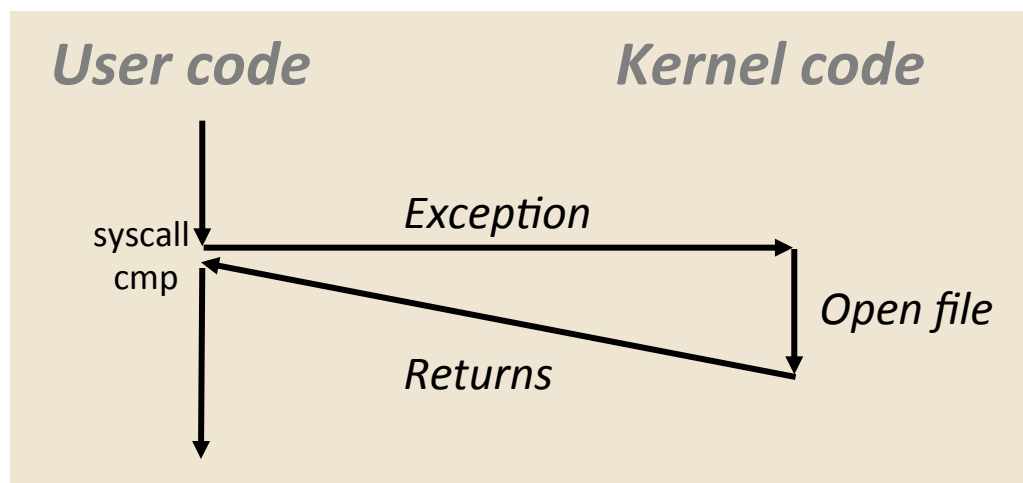 User code
Kernel code
Exception
syscall
cmp
Open file
Returns